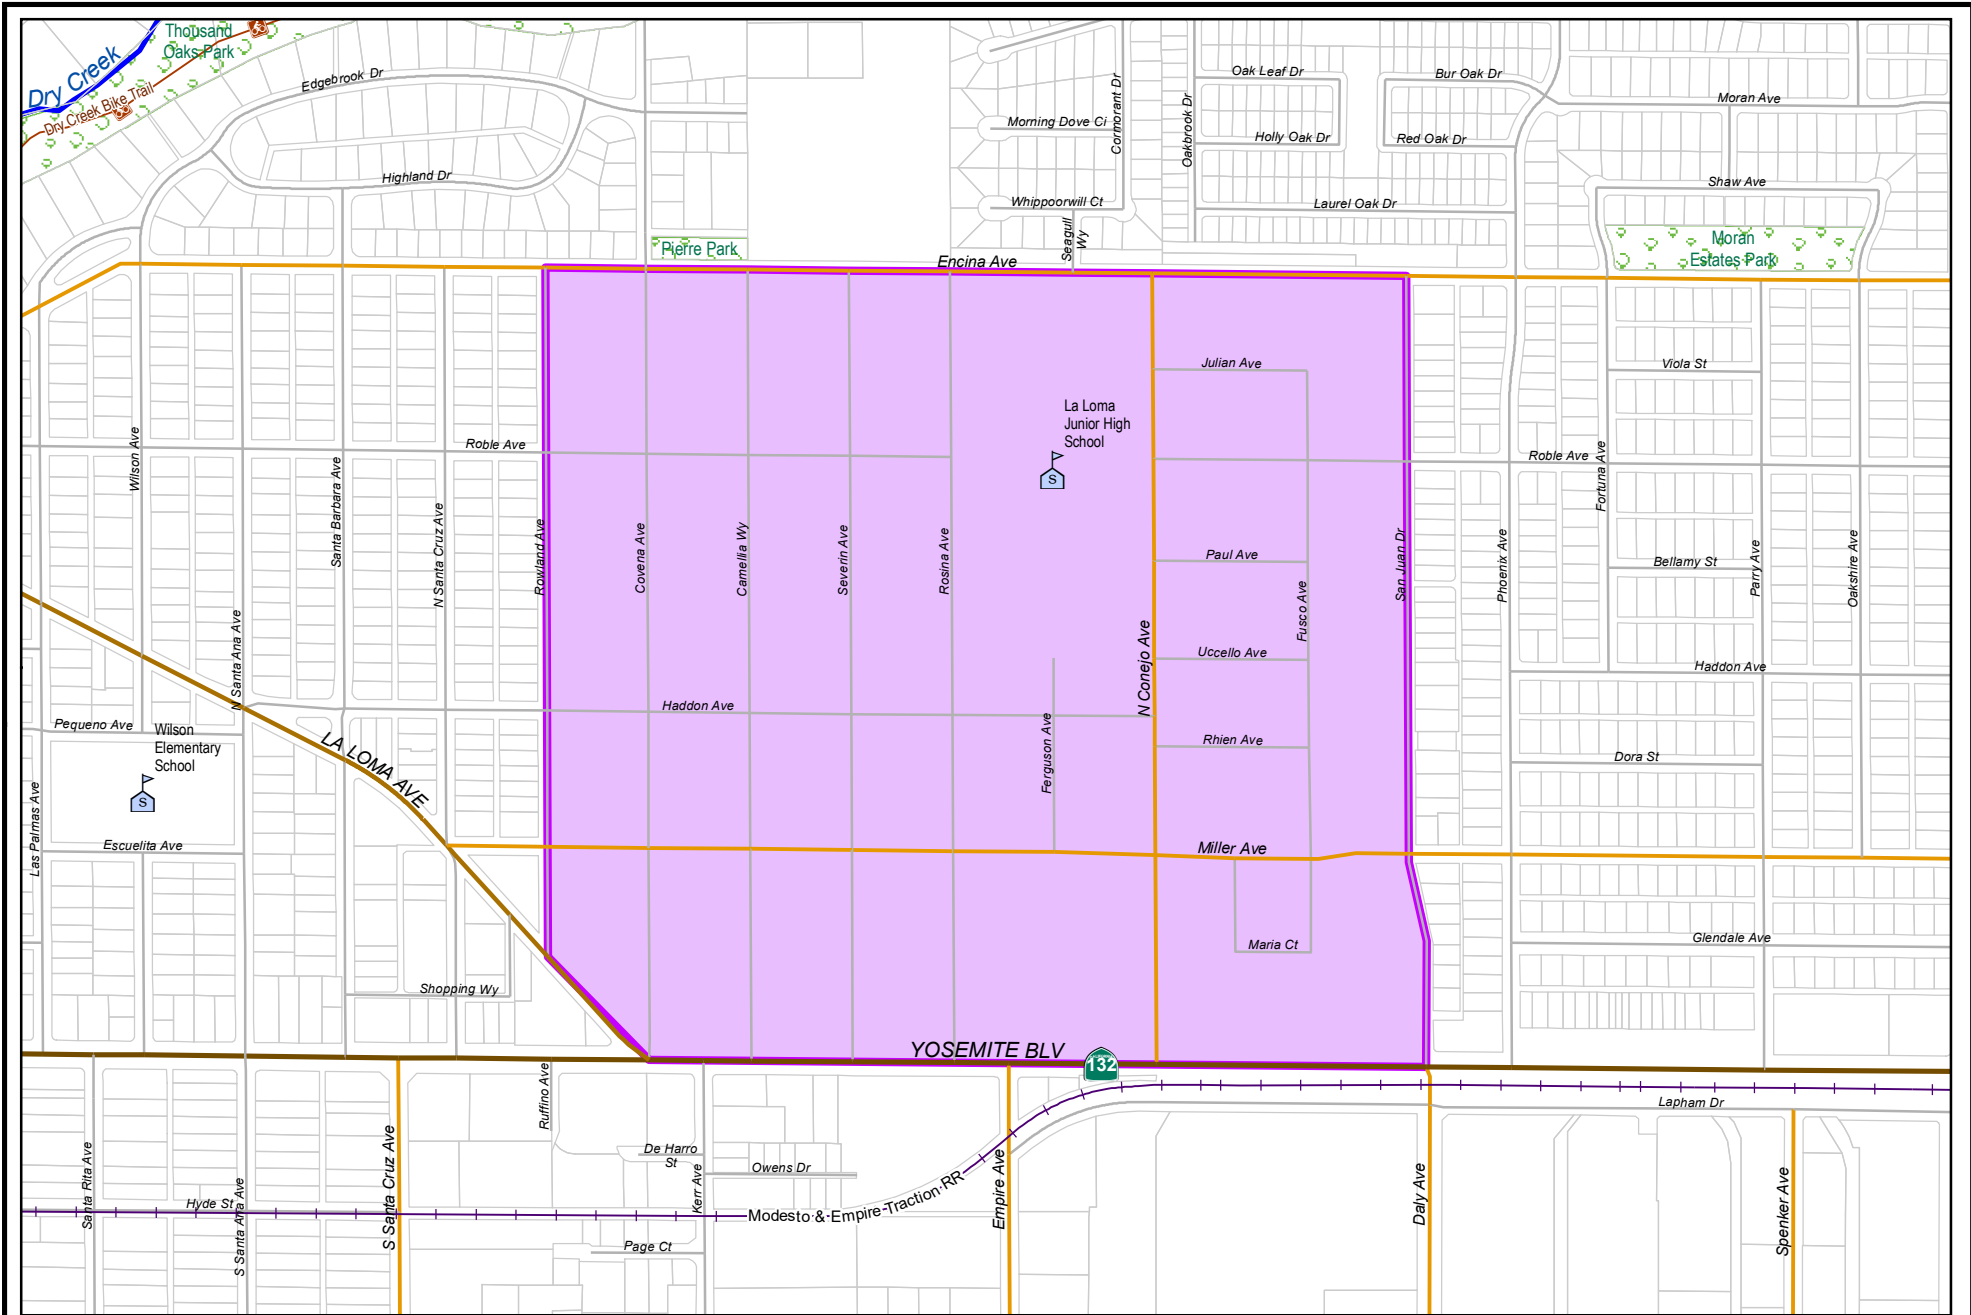 Thousand
Oaks Park
Dry Creek
Dry Creek Bike Trail
Edgebrook Dr
Highland Dr
Pierre Park
Morning Dove Ci
Cormorant Dr
Oakbrook Dr
Whippoorwill Ct
Seagull
Wy
Oak Leaf Dr
Holly Oak Dr
Bur Oak Dr
Red Oak Dr
Laurel Oak Dr
Moran Ave
Shaw Ave
Moran
Estates Park
Encina Ave
Julian Ave
Viola St
La Loma
Junior High
School
S
Roble Ave
Roble Ave
Wilson Ave
Santa Barbara Ave
N Santa Cruz Ave
Rowland Ave
Covena Ave
Camellia Wy
Severin Ave
Rosina Ave
Paul Ave
Fusco Ave
San Juan Dr
Phoenix Ave
Fortuna Ave
Bellamy St
Parry Ave
Oakshire Ave
N Santa Ana Ave
N Conejo Ave
Uccello Ave
Haddon Ave
Haddon Ave
Pequeno Ave
Wilson
Elementary
School
S
LA LOMA AVE
Ferguson Ave
Rhien Ave
Dora St
Las Palmas Ave
Escuelita Ave
Miller Ave
Maria Ct
Glendale Ave
Shopping Wy
YOSEMITE BLV
132
Lapham Dr
Ruffino Ave
De Harro
St
Owens Dr
Kerr Ave
Santa Rita Ave
Hyde St
S Santa Ana Ave
S Santa Cruz Ave
Modesto & Empire Traction RR
Page Ct
Empire Ave
Daly Ave
Spenker Ave